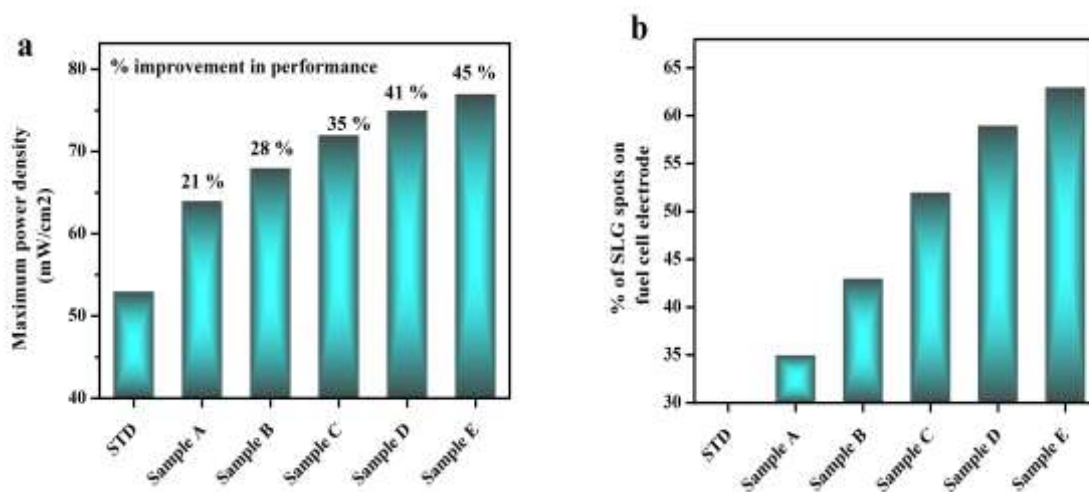 a
% improvement in performance
Maximum power density
(mW/cm2)
80
70
60
50
40
21 %
28 %
35 %
41 %
45 %
STD
Sample A
Sample B
Sample C
Sample D
Sample E
b
% of SLG spots on
fuel cell electrode
65
60
55
50
45
40
35
30
STD
Sample A
Sample B
Sample C
Sample D
Sample E